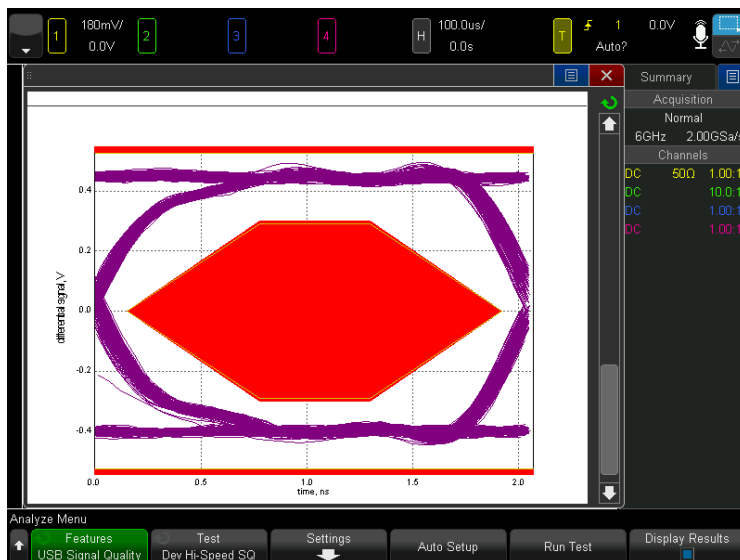 1 180mV/ 0.0V
2
3
4
H 100.0us/ 0.0s
T 1 0.0V
Auto?
Summary
Acquisition
Normal
6GHz 2.00GSa/s
Channels
DC 50Ω 1.00:1
DC 10.0:1
DC 1.00:1
DC 1.00:1
differential signal, V
0.4
0.2
0.0
-0.2
-0.4
0.0 0.5 1.0 1.5 2.0
time, ns
Analyze Menu
Features
USB Signal Quality
Test
Dev Hi-Speed SQ
Settings
Auto Setup
Run Test
Display Results